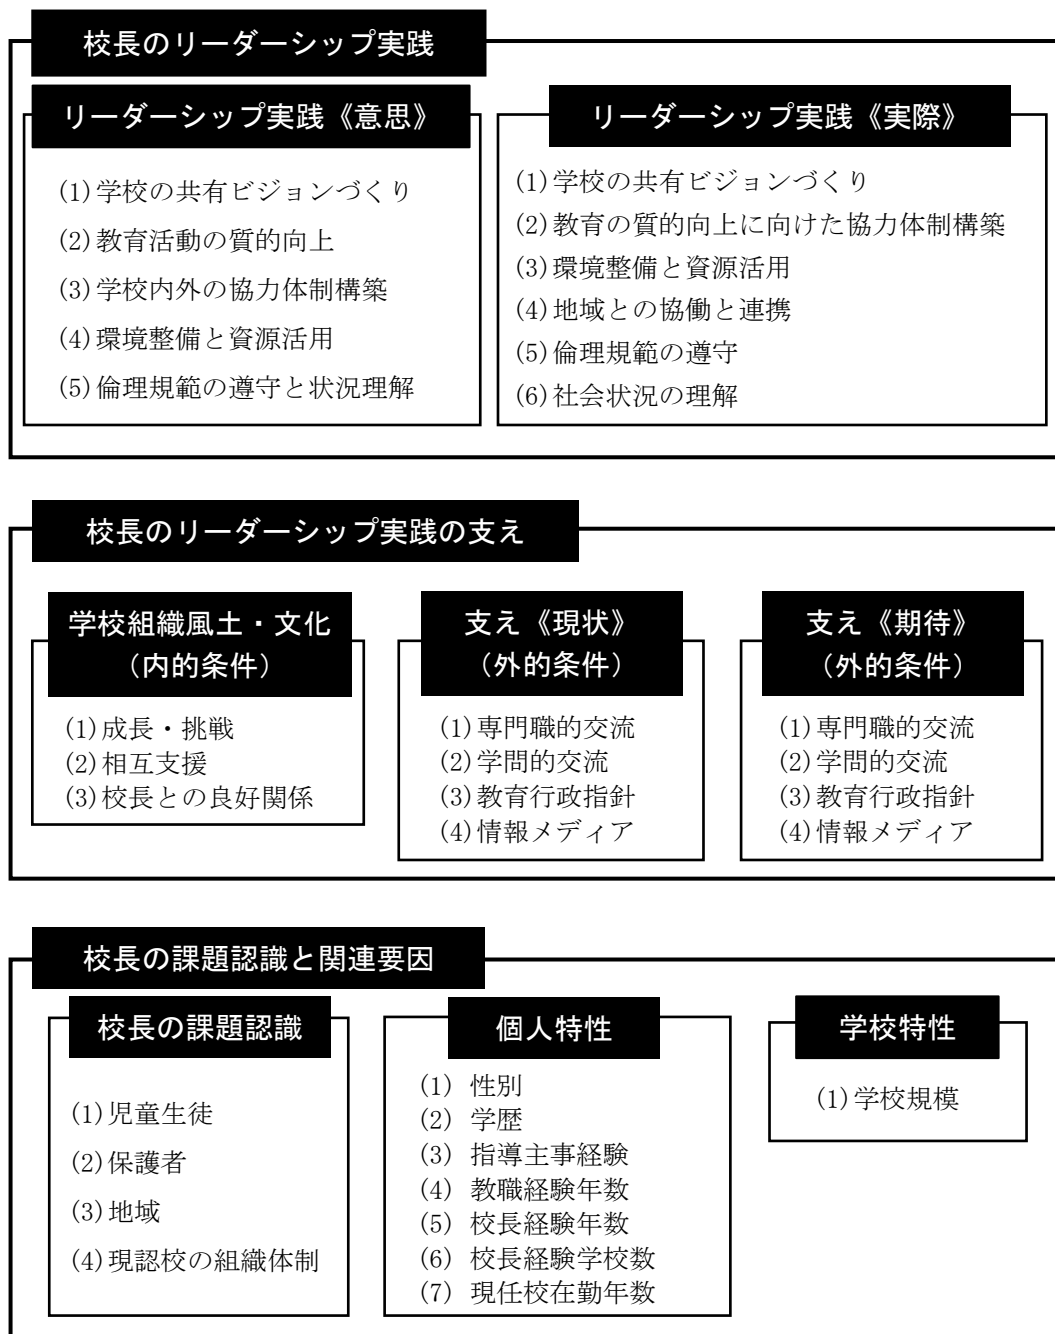 校長のリーダーシップ実践
リーダーシップ実践《意思》
(1)学校の共有ビジョンづくり
(2)教育活動の質的向上
(3)学校内外の協力体制構築
(4)環境整備と資源活用
(5)倫理規範の遵守と状況理解
リーダーシップ実践《実際》
(1)学校の共有ビジョンづくり
(2)教育の質的向上に向けた協力体制構築
(3)環境整備と資源活用
(4)地域との協働と連携
(5)倫理規範の遵守
(6)社会状況の理解
校長のリーダーシップ実践の支え
学校組織風土・文化
（内的条件）
(1)成長・挑戦
(2)相互支援
(3)校長との良好関係
支え《現状》
（外的条件）
(1)専門職的交流
(2)学問的交流
(3)教育行政指針
(4)情報メディア
支え《期待》
（外的条件）
(1)専門職的交流
(2)学問的交流
(3)教育行政指針
(4)情報メディア
校長の課題認識と関連要因
校長の課題認識
(1)児童生徒
(2)保護者
(3)地域
(4)現認校の組織体制
個人特性
(1) 性別
(2) 学歴
(3) 指導主事経験
(4) 教職経験年数
(5) 校長経験年数
(6) 校長経験学校数
(7) 現任校在勤年数
学校特性
(1)学校規模